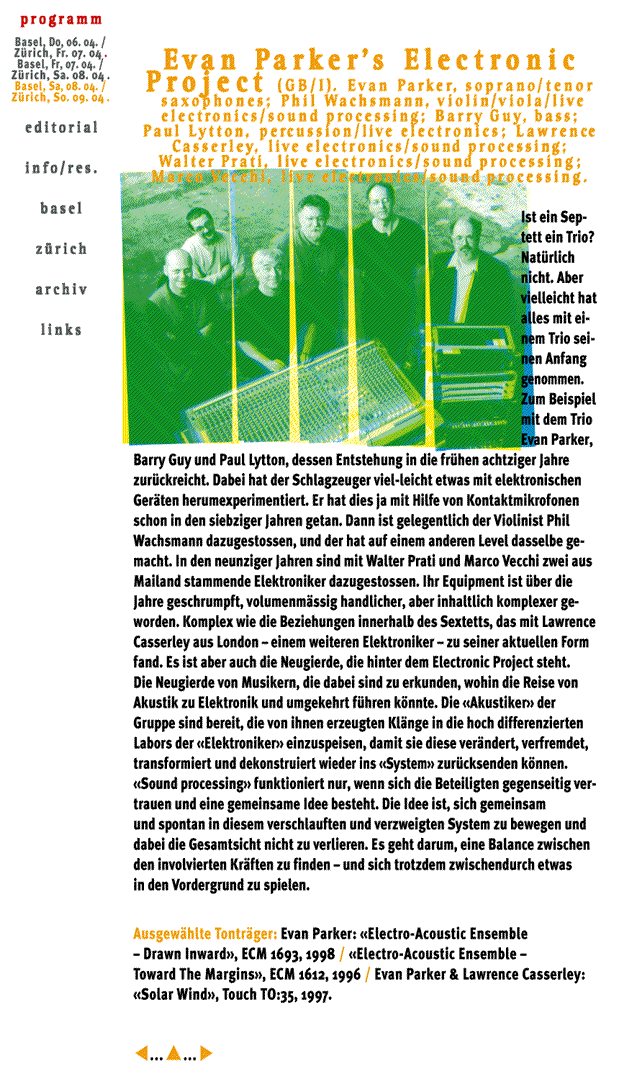 programm
Basel, Do, 06. 04. /
Zürich, Fr. 07. 04 .
Basel, Fr, 07. 04. /
Zürich, Sa. 08. 04 .
Basel, Sa, 08. 04. /
Zürich, So. 09. 04 .
editorial
info/res.
basel
zürich
archiv
links
Evan Parker's Electronic
Project (GB/I). Evan Parker, soprano/tenor
saxophones; Phil Wachsmann, violin/viola/live
electronics/sound processing; Barry Guy, bass;
Paul Lytton, percussion/live electronics; Lawrence
Casserley, live electronics/sound processing;
Walter Prati, live electronics/sound processing;
Marco Vecchi, live electronics/sound processing.
Ist ein Sep-
tett ein Trio?
Natürlich
nicht. Aber
vielleicht hat
alles mit ei-
nem Trio sei-
nen Anfang
genommen.
Zum Beispiel
mit dem Trio
Evan Parker,
Barry Guy und Paul Lytton, dessen Entstehung in die frühen achtziger Jahre
zurückreicht. Dabei hat der Schlagzeuger viel-leicht etwas mit elektronischen
Geräten herumexperimentiert. Er hat dies ja mit Hilfe von Kontaktmikrofonen
schon in den siebziger Jahren getan. Dann ist gelegentlich der Violinist Phil
Wachsmann dazugestossen, und der hat auf einem anderen Level dasselbe ge-
macht. In den neunziger Jahren sind mit Walter Prati und Marco Vecchi zwei aus
Mailand stammende Elektroniker dazugestossen. Ihr Equipment ist über die
Jahre geschrumpft, volumenmässig handlicher, aber inhaltlich komplexer ge-
worden. Komplex wie die Beziehungen innerhalb des Sextetts, das mit Lawrence
Casserley aus London – einem weiteren Elektroniker – zu seiner aktuellen Form
fand. Es ist aber auch die Neugierde, die hinter dem Electronic Project steht.
Die Neugierde von Musikern, die dabei sind zu erkunden, wohin die Reise von
Akustik zu Elektronik und umgekehrt führen könnte. Die «Akustiker» der
Gruppe sind bereit, die von ihnen erzeugten Klänge in die hoch differenzierten
Labors der «Elektroniker» einzuspeisen, damit sie diese verändert, verfremdet,
transformiert und dekonstruiert wieder ins «System» zurücksenden können.
«Sound processing» funktioniert nur, wenn sich die Beteiligten gegenseitig ver-
trauen und eine gemeinsame Idee besteht. Die Idee ist, sich gemeinsam
und spontan in diesem verschlauften und verzweigten System zu bewegen und
dabei die Gesamtsicht nicht zu verlieren. Es geht darum, eine Balance zwischen
den involvierten Kräften zu finden – und sich trotzdem zwischendurch etwas
in den Vordergrund zu spielen.
Ausgewählte Tonträger: Evan Parker: «Electro-Acoustic Ensemble
– Drawn Inward», ECM 1693, 1998 / «Electro-Acoustic Ensemble –
Toward The Margins», ECM 1612, 1996 / Evan Parker & Lawrence Casserley:
«Solar Wind», Touch TO:35, 1997.
... ...